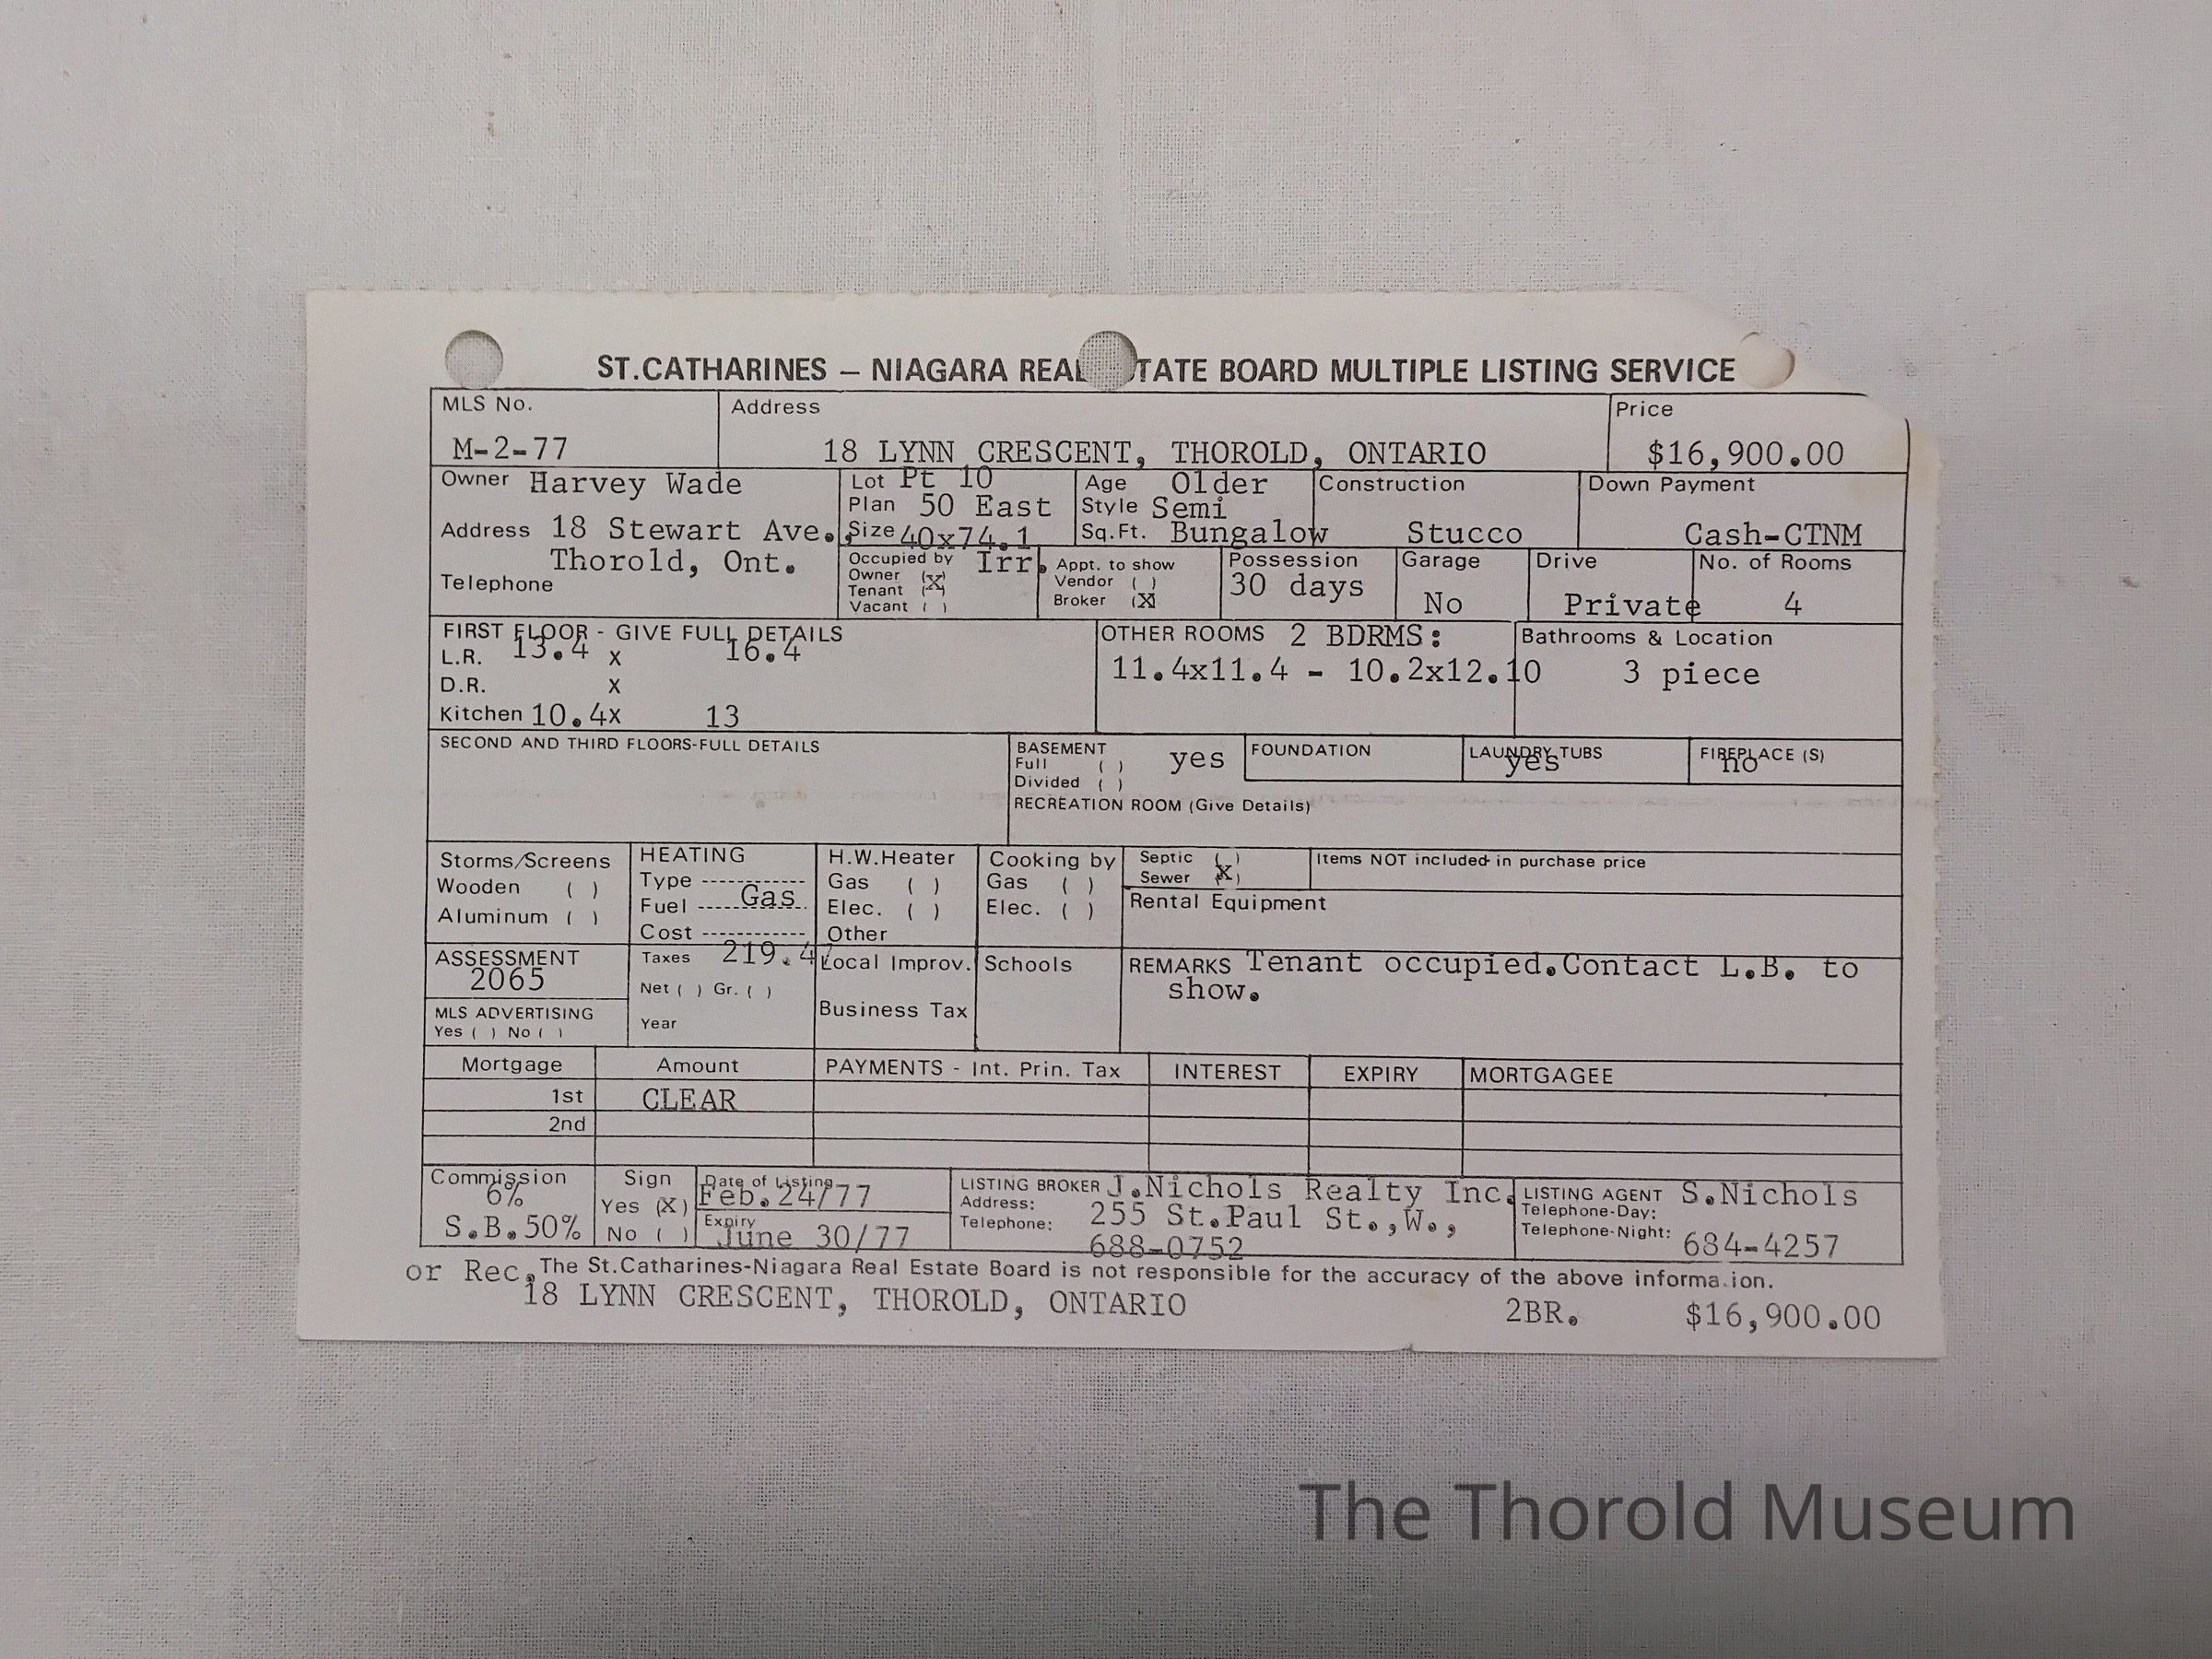 ST.CATHARINES – NIAGARA REAL TATE BOARD MULTIPLE LISTING SERVICE
MLS No. Address Price
M-2-77 18 LYNN CRESCENT, THOROLD, ONTARIO $16,900.00
Owner Harvey Wade Lot Pt 10 Age Older Construction Down Payment
Plan 50 East Style Semi
Address 18 Stewart Ave., Size 40x74.1 Sq.Ft. Bungalow Stucco Cash-CTNM
Thorold, Ont. Occupied by Irr. Appt. to show Possession Garage Drive No. of Rooms
Telephone Owner ( ) Vendor ( ) 30 days
Tenant (X) Broker (X) No Private 4
Vacant ( )
FIRST FLOOR - GIVE FULL DETAILS OTHER ROOMS 2 BDRMS: Bathrooms & Location
L.R. 13.4 x 16.4 11.4x11.4 - 10.2x12.10 3 piece
D.R. x
Kitchen 10.4x 13
SECOND AND THIRD FLOORS-FULL DETAILS BASEMENT yes FOUNDATION LAUNDRY TUBS yes FIREPLACE (S) no
Full ( )
Divided ( )
RECREATION ROOM (Give Details)
Storms/Screens HEATING H.W.Heater Cooking by Septic ( ) Items NOT included in purchase price
Wooden ( ) Type ------------ Gas ( ) Gas ( ) Sewer (X)
Aluminum ( ) Fuel ------Gas.. Elec. ( ) Elec. ( ) Rental Equipment
Cost ------------ Other
ASSESSMENT Taxes 219.4 Local Improv. Schools REMARKS Tenant occupied.Contact L.B. to
2065 Net ( ) Gr. ( ) show.
MLS ADVERTISING Business Tax
Yes ( ) No ( ) Year
Mortgage Amount PAYMENTS - Int. Prin. Tax INTEREST EXPIRY MORTGAGEE
1st CLEAR
2nd
Commission Sign Date of Listing LISTING BROKER J.Nichols Realty Inc. LISTING AGENT S.Nichols
6% Yes (X) Feb.24/77 Address: 255 St.Paul St.,W., Telephone-Day:
S.B.50% No ( ) Expiry June 30/77 Telephone: 688-0752 Telephone-Night: 684-4257
or Rec. The St.Catharines-Niagara Real Estate Board is not responsible for the accuracy of the above informa.ion.
18 LYNN CRESCENT, THOROLD, ONTARIO 2BR. $16,900.00
The Thorold Museum